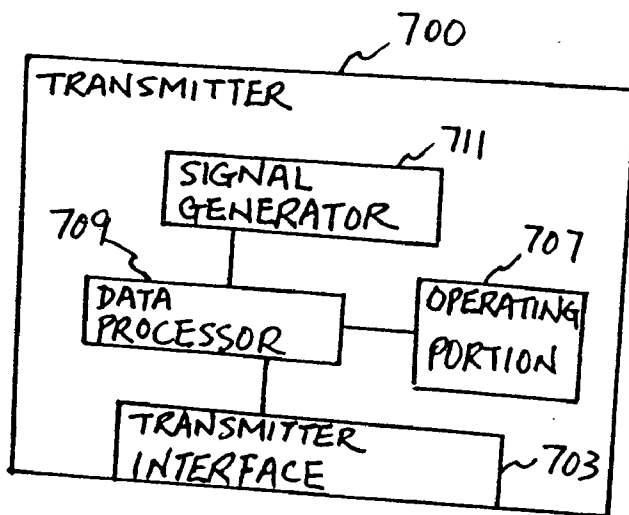 700
TRANSMITTER
711
SIGNAL
GENERATOR
709
707
DATA
PROCESSOR
OPERATING
PORTION
TRANSMITTER
INTERFACE
703